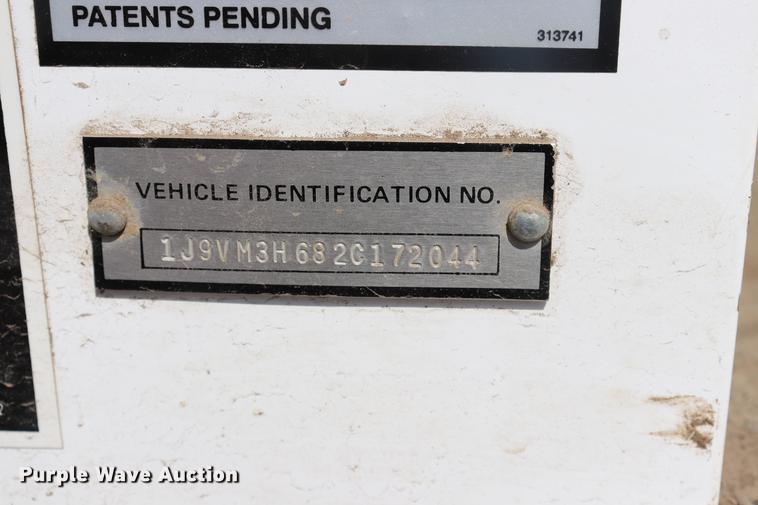 PATENTS PENDING
313741
VEHICLE IDENTIFICATION NO.
1J9VM3H682C172044
Purple Wave Auction